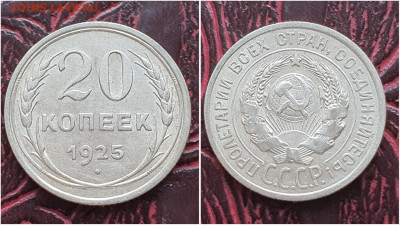 20
КОПЕЕК
1925
ПРОЛЕТАРИИ ВСЕХ СТРАН, СОЕДИНЯЙТЕСЬ!
С.С.С.Р.